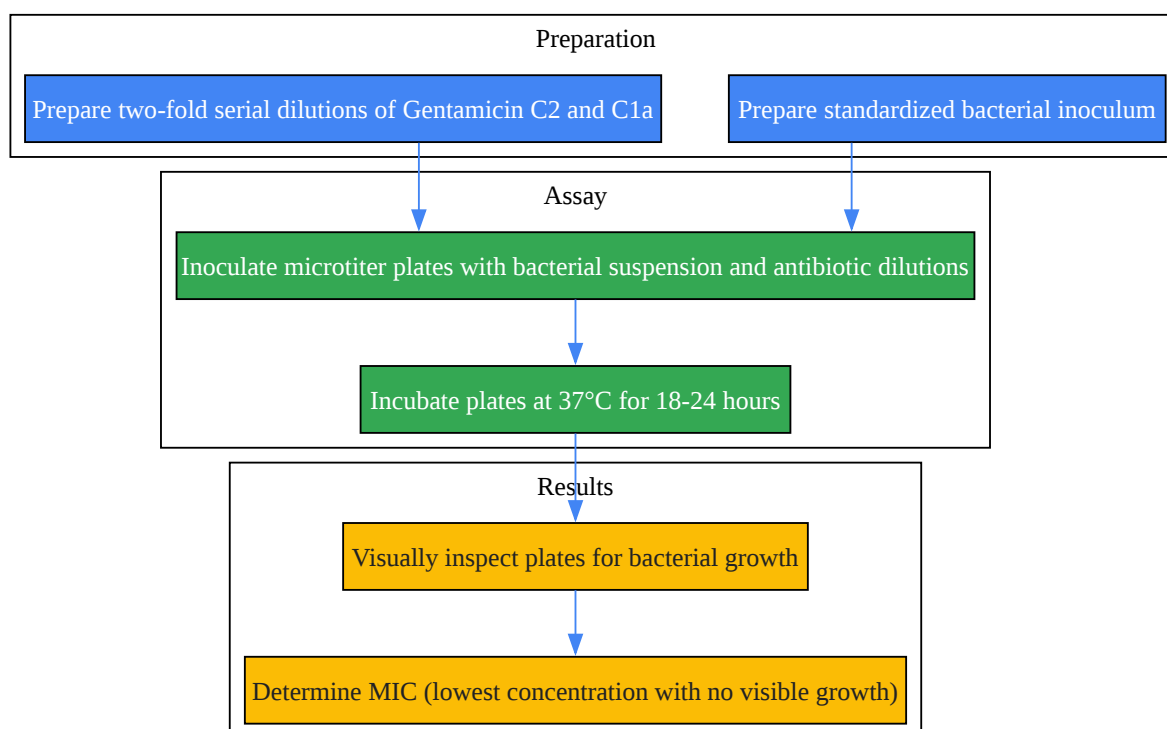 Preparation
Prepare two-fold serial dilutions of Gentamicin C2 and C1a
Prepare standardized bacterial inoculum
Assay
Inoculate microtiter plates with bacterial suspension and antibiotic dilutions
Incubate plates at 37°C for 18-24 hours
Results
Visually inspect plates for bacterial growth
Determine MIC (lowest concentration with no visible growth)